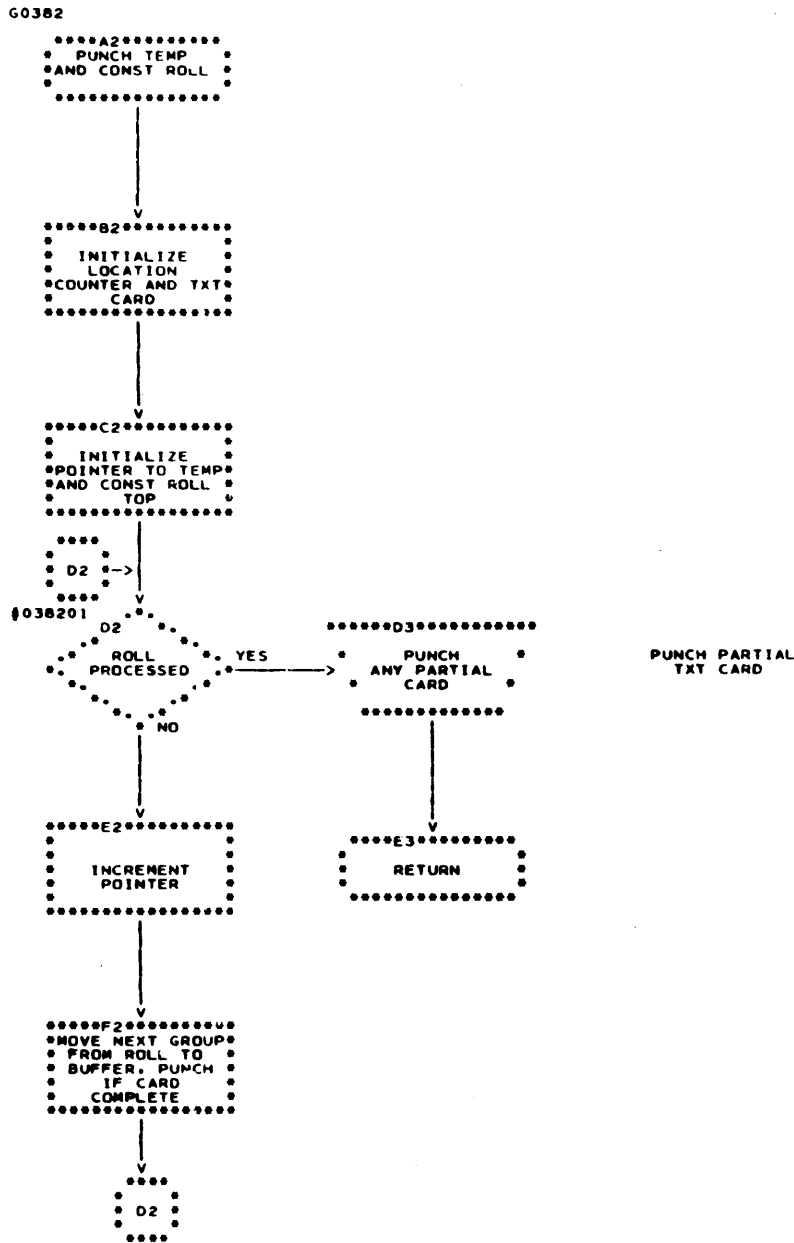 G0382
A2
PUNCH TEMP
AND CONST ROLL
B2
INITIALIZE
LOCATION
COUNTER AND TXT
CARD
C2
INITIALIZE
POINTER TO TEMP
AND CONST ROLL
TOP
D2
#038201
D2
ROLL
PROCESSED
YES
NO
D3
PUNCH
ANY PARTIAL
CARD
PUNCH PARTIAL
TXT CARD
E2
INCREMENT
POINTER
E3
RETURN
F2
MOVE NEXT GROUP
FROM ROLL TO
BUFFER. PUNCH
IF CARD
COMPLETE
D2